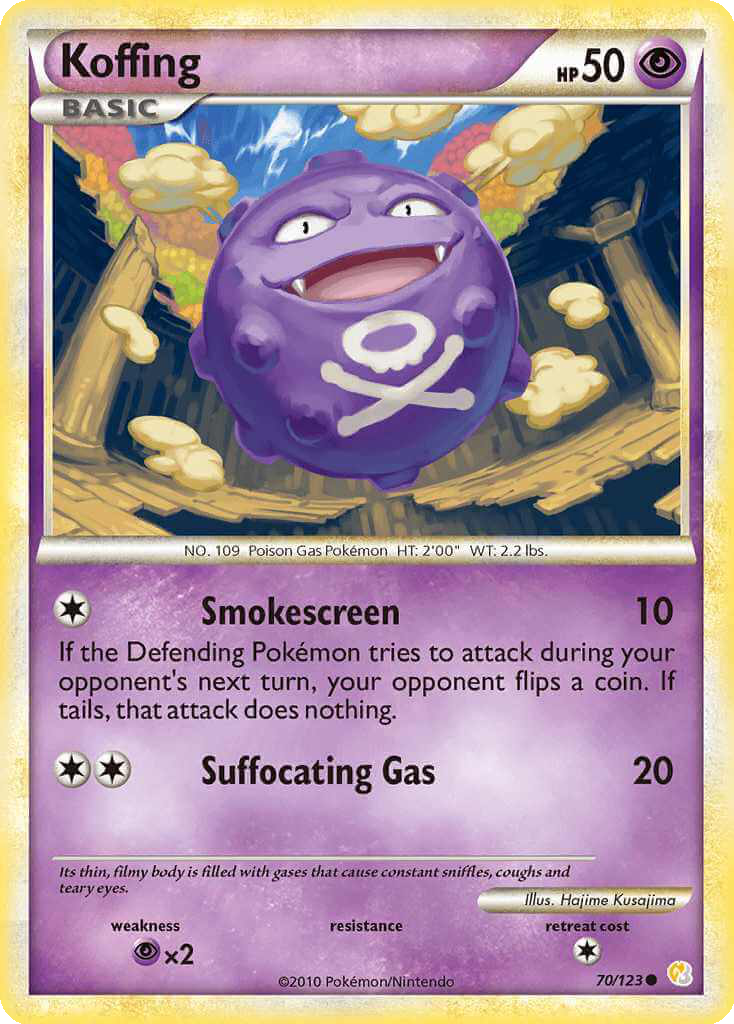 Koffing
HP 50
BASIC
NO. 109 Poison Gas Pokémon HT: 2'00" WT: 2.2 lbs.
Smokescreen 10
If the Defending Pokémon tries to attack during your
opponent's next turn, your opponent flips a coin. If
tails, that attack does nothing.
Suffocating Gas 20
Its thin, filmy body is filled with gases that cause constant sniffles, coughs and
teary eyes.
Illus. Hajime Kusajima
weakness resistance retreat cost
×2
©2010 Pokémon/Nintendo 70/123